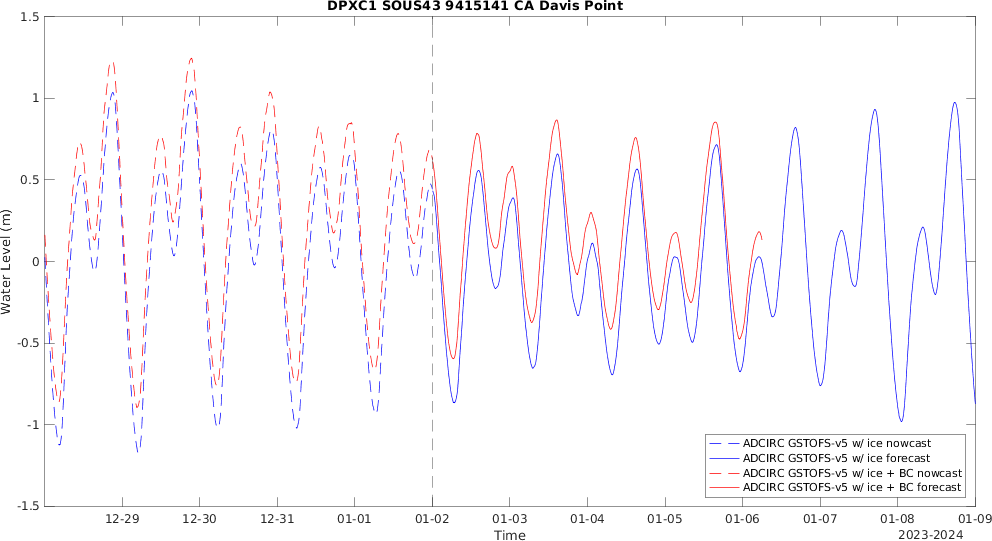 DPXC1 SOUS43 9415141 CA Davis Point
Water Level (m)
1.5
1
0.5
0
-0.5
-1
-1.5
12-29
12-30
12-31
01-01
01-02
01-03
01-04
01-05
01-06
01-07
01-08
01-09
Time
2023-2024
ADCIRC GSTOFS-v5 w/ ice nowcast
ADCIRC GSTOFS-v5 w/ ice forecast
ADCIRC GSTOFS-v5 w/ ice + BC nowcast
ADCIRC GSTOFS-v5 w/ ice + BC forecast